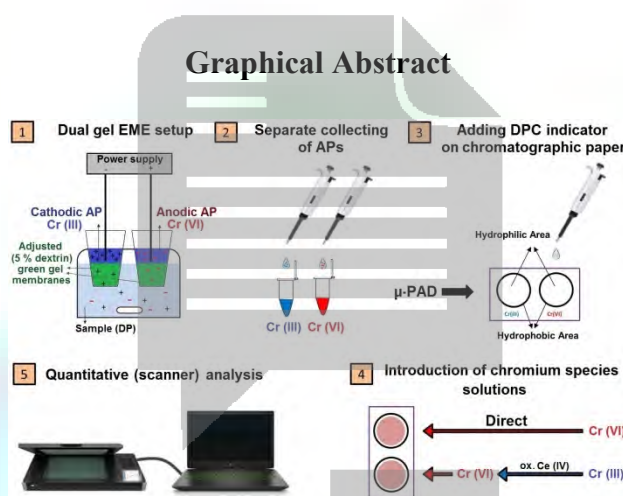 Graphical Abstract
1 Dual gel EME setup
Power supply
- +
Cathodic AP
Cr (III)
Anodic AP
Cr (VI)
Adjusted
(5 % dextrin)
green gel
membranes
Sample (DP)
2 Separate collecting
of APs
Cr (III) Cr (VI)
μ-PAD
3 Adding DPC indicator
on chromatographic paper
Hydrophilic Area
Cr(III) Cr(VI)
Hydrophobic Area
5 Quantitative (scanner) analysis
4 Introduction of chromium species
solutions
Direct
Cr (VI)
Cr (VI) ox. Ce (IV) Cr (III)